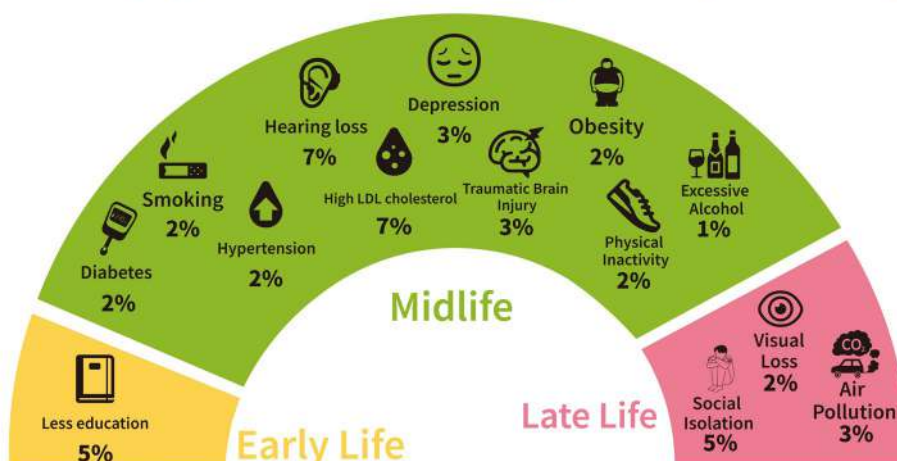 Depression
3%
Hearing loss
7%
Obesity
2%
Smoking
2%
High LDL cholesterol
7%
Traumatic Brain
Injury
3%
Excessive
Alcohol
1%
Diabetes
2%
Hypertension
2%
Physical
Inactivity
2%
Midlife
Less education
5%
Early Life
Late Life
Social
Isolation
5%
Visual
Loss
2%
CO2
Air
Pollution
3%